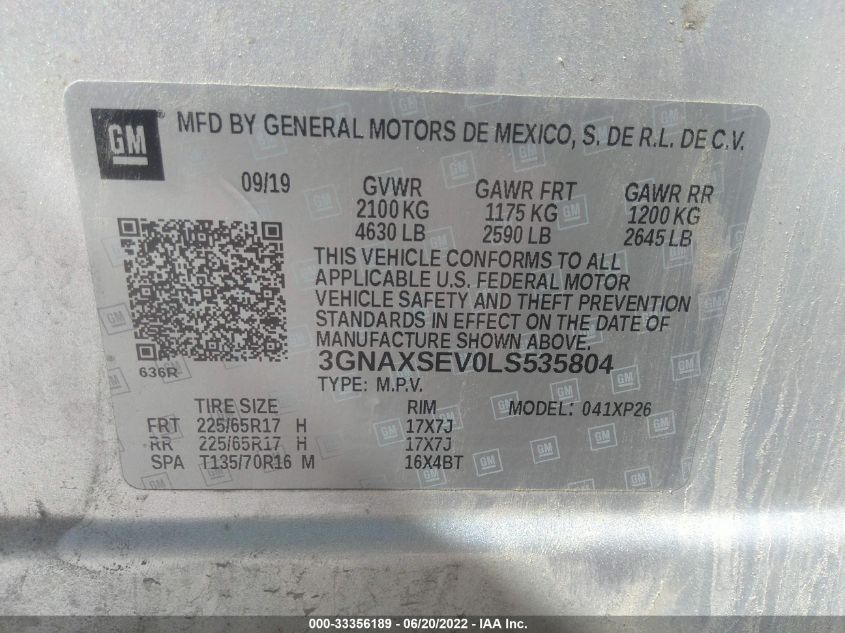 GM
MFD BY GENERAL MOTORS DE MEXICO, S. DE R.L. DE C.V.
09/19 GVWR GAWR FRT GAWR RR
2100 KG 1175 KG 1200 KG
4630 LB 2590 LB 2645 LB
THIS VEHICLE CONFORMS TO ALL
APPLICABLE U.S. FEDERAL MOTOR
VEHICLE SAFETY AND THEFT PREVENTION
STANDARDS IN EFFECT ON THE DATE OF
MANUFACTURE SHOWN ABOVE.
636R
3GNAXSEV0LS535804
TYPE: M.P.V.
TIRE SIZE RIM MODEL: 041XP26
FRT 225/65R17 H 17X7J
RR 225/65R17 H 17X7J
SPA T135/70R16 M 16X4BT
000-33356189 - 06/20/2022 - IAA Inc.